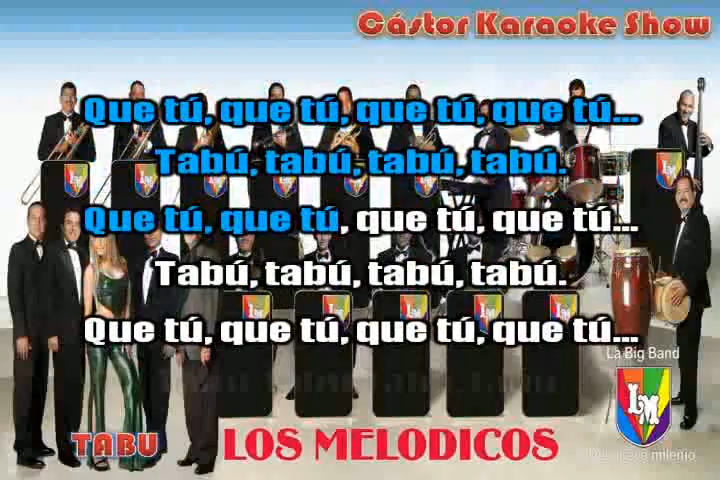 Cástor Karaoke Show
Que tú, que tú, que tú, que tú...
Tabú, tabú, tabú, tabú.
Que tú, que tú, que tú, que tú...
Tabú, tabú, tabú, tabú.
Que tú, que tú, que tú, que tú...
La Big Band
LM
milenio
TABU
LOS MELODICOS